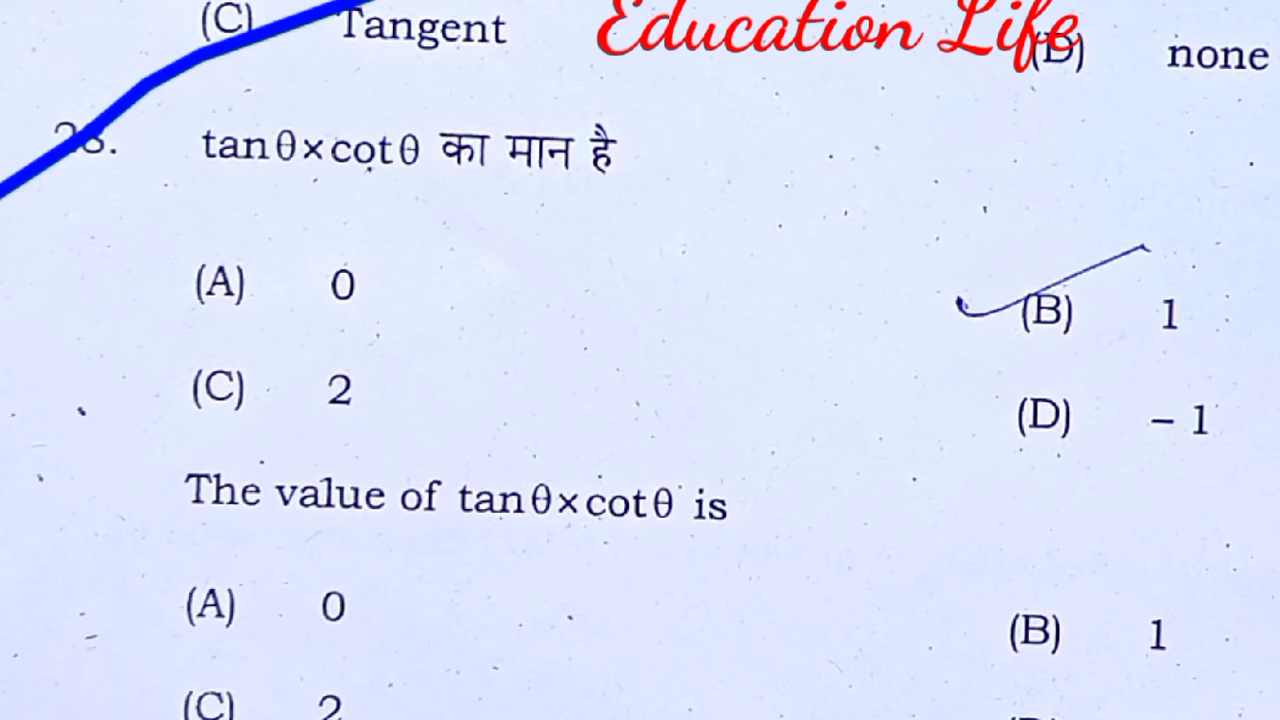 (C) Tangent Education Life (D) none
28. tanθ×cotθ का मान है
(A) 0 (B) 1
(C) 2 (D) – 1
The value of tanθ×cotθ is
(A) 0 (B) 1
(C) 2 (D)